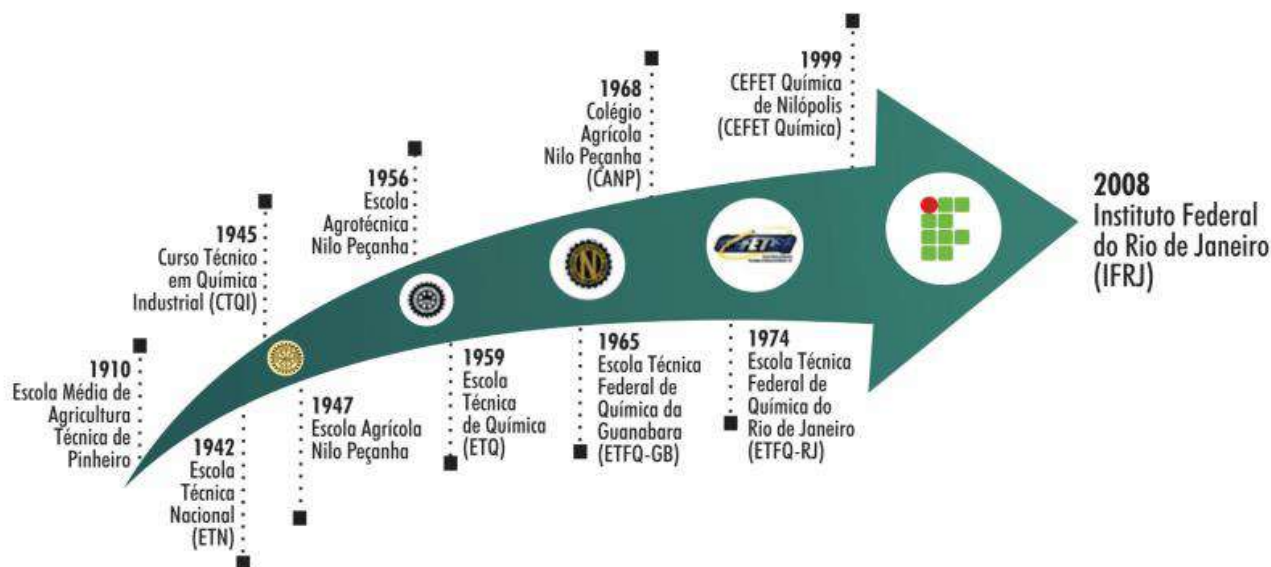 1910
Escola Média de
Agricultura
Técnica de
Pinheiro
1942
Escola
Técnica
Nacional
(ETN)
1945
Curso Técnico
em Química
Industrial (CTQI)
1947
Escola Agrícola
Nilo Peçanha
1956
Escola
Agrotécnica
Nilo Peçanha
1959
Escola
Técnica
de Química
(ETQ)
1965
Escola Técnica
Federal de
Química da
Guanabara
(ETFQ-GB)
1968
Colégio
Agrícola
Nilo Peçanha
(CANP)
1974
Escola Técnica
Federal de
Química do
Rio de Janeiro
(ETFQ-RJ)
1999
CEFET Química
de Nilópolis
(CEFET Química)
2008
Instituto Federal
do Rio de Janeiro
(IFRJ)